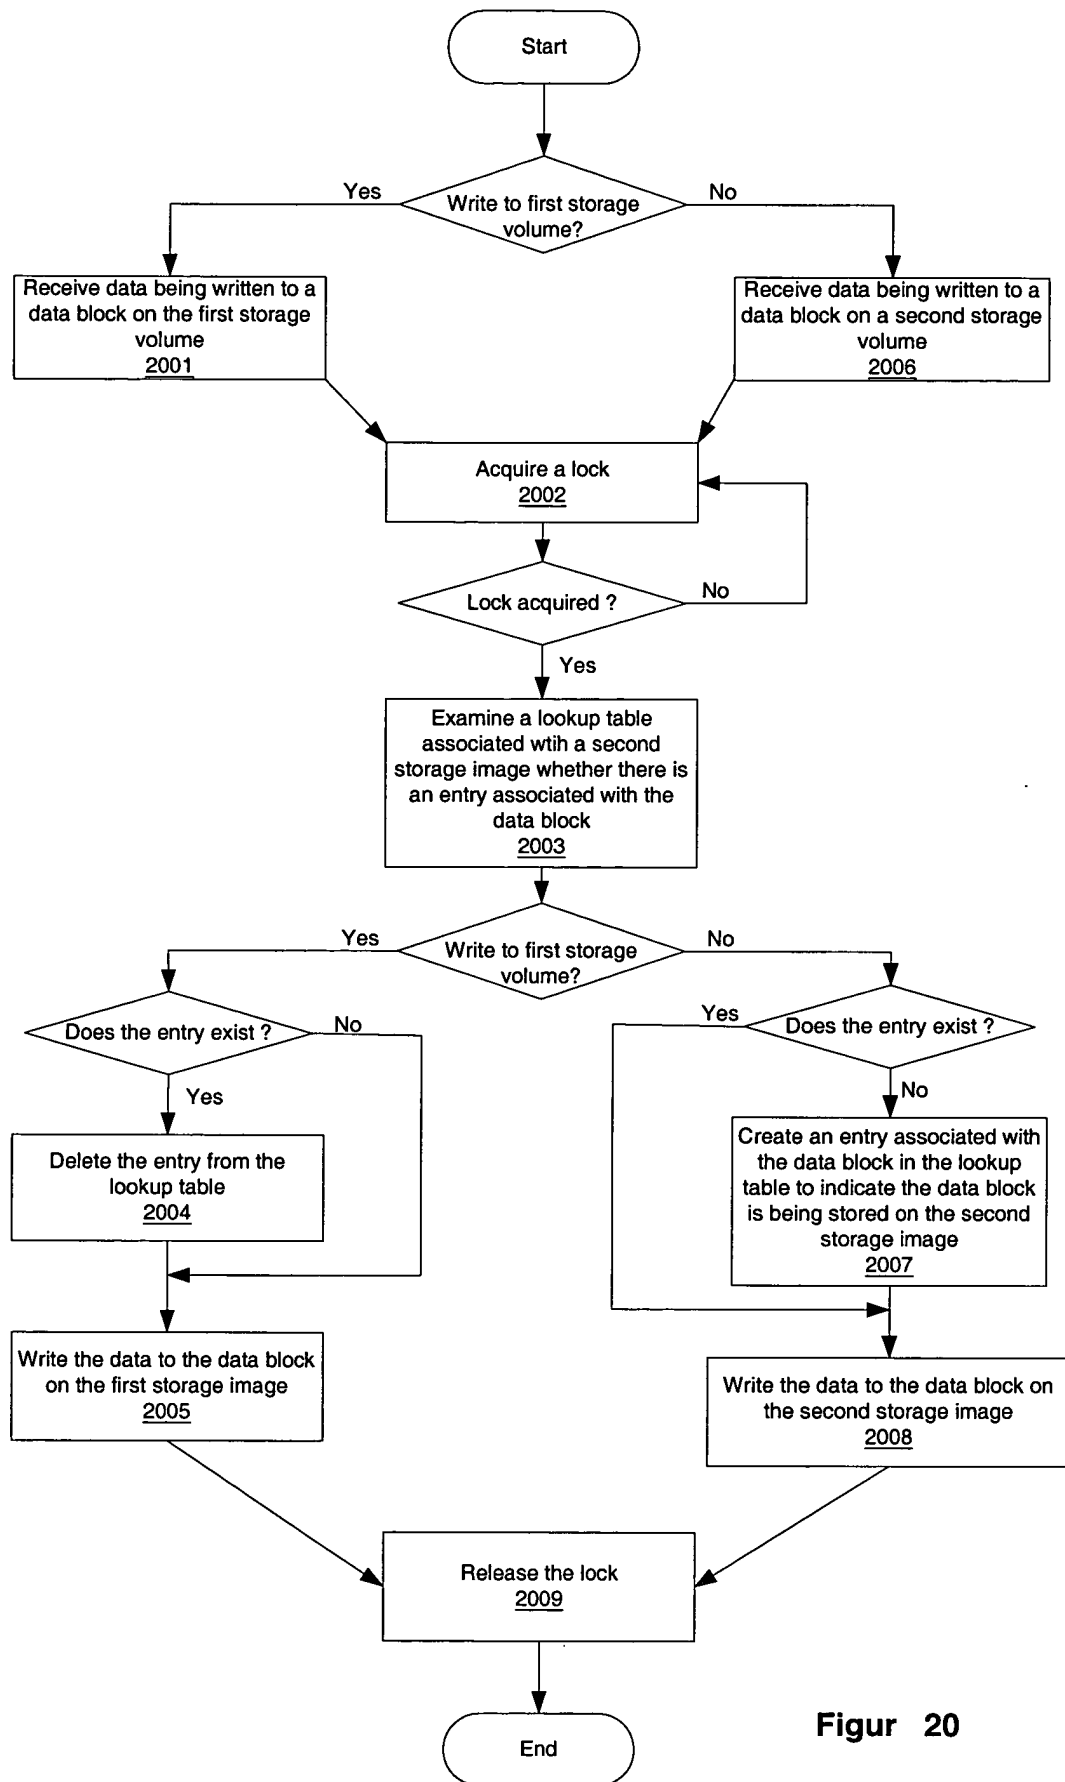 Start
Write to first storage
volume?
Yes
No
Receive data being written to a
data block on the first storage
volume
2001
Receive data being written to a
data block on a second storage
volume
2006
Acquire a lock
2002
Lock acquired ?
No
Yes
Examine a lookup table
associated wtih a second
storage image whether there is
an entry associated with the
data block
2003
Write to first storage
volume?
Yes
No
Does the entry exist ?
No
Yes
Does the entry exist ?
Yes
No
Delete the entry from the
lookup table
2004
Create an entry associated with
the data block in the lookup
table to indicate the data block
is being stored on the second
storage image
2007
Write the data to the data block
on the first storage image
2005
Write the data to the data block on
the second storage image
2008
Release the lock
2009
End
Figur 20